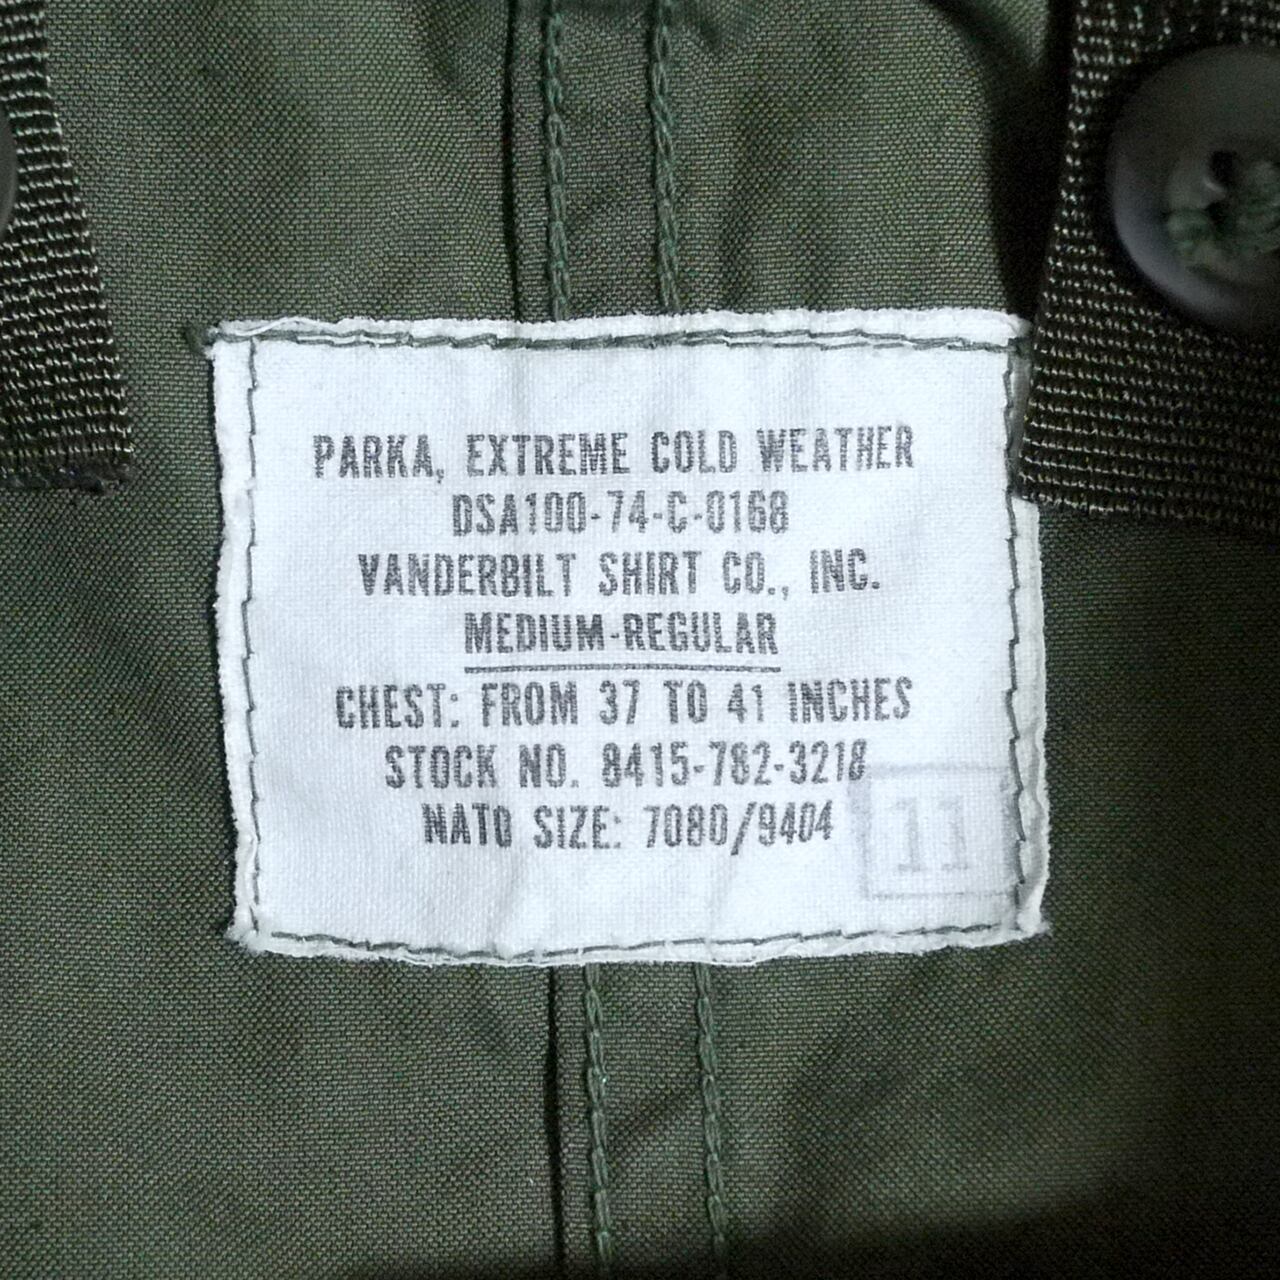 PARKA, EXTREME COLD WEATHER
DSA100-74-C-0168
VANDERBILT SHIRT CO., INC.
MEDIUM-REGULAR
CHEST: FROM 37 TO 41 INCHES
STOCK NO. 8415-782-3218
NATO SIZE: 7080/9404
11